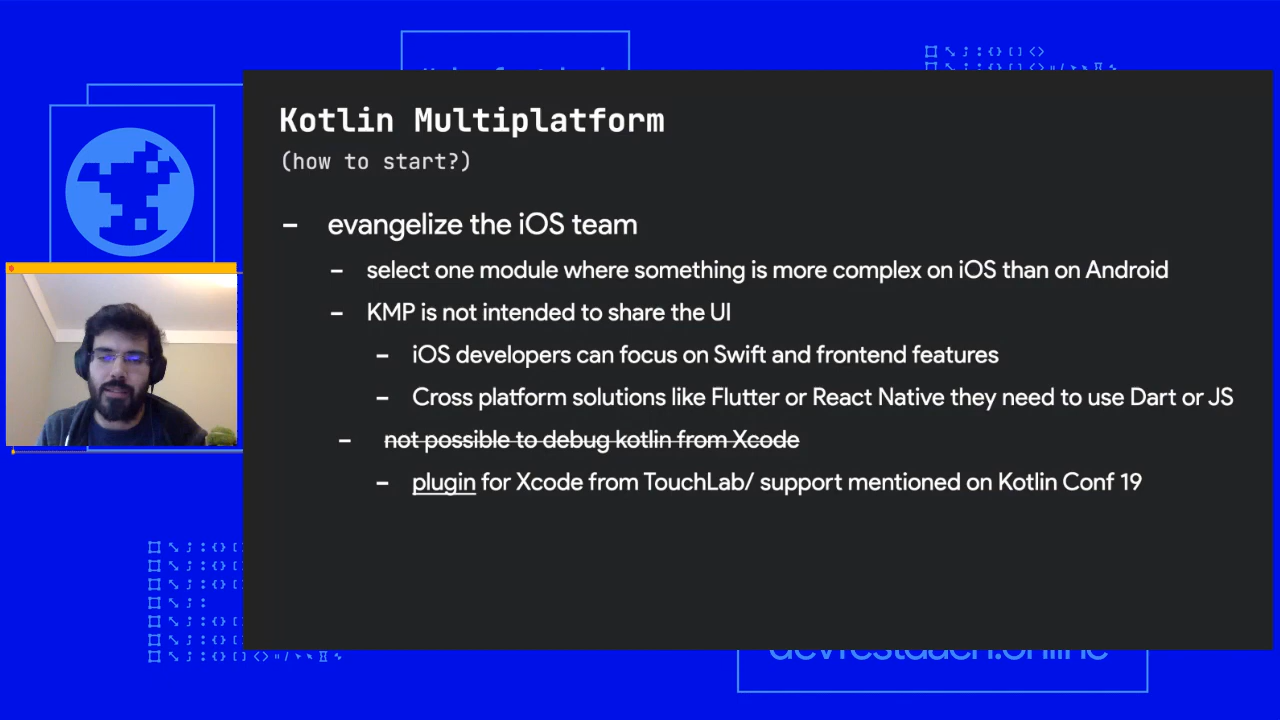 Kotlin Multiplatform
(how to start?)
- evangelize the iOS team
- select one module where something is more complex on iOS than on Android
- KMP is not intended to share the UI
- iOS developers can focus on Swift and frontend features
- Cross platform solutions like Flutter or React Native they need to use Dart or JS
- not possible to debug kotlin from Xcode
- plugin for Xcode from TouchLab/ support mentioned on Kotlin Conf 19